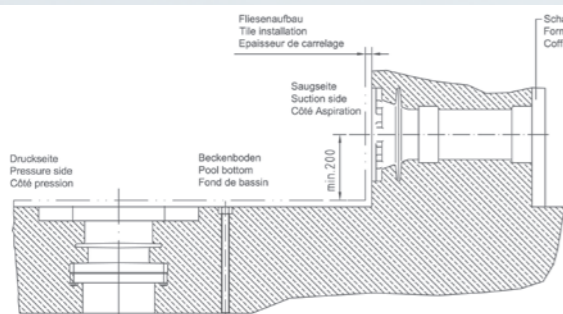 Fliesenaufbau
Tile installation
Epaisseur de carrelage
Saugseite
Suction side
Côté Aspiration
min.200
Druckseite
Pressure side
Côté pression
Beckenboden
Pool bottom
Fond de bassin